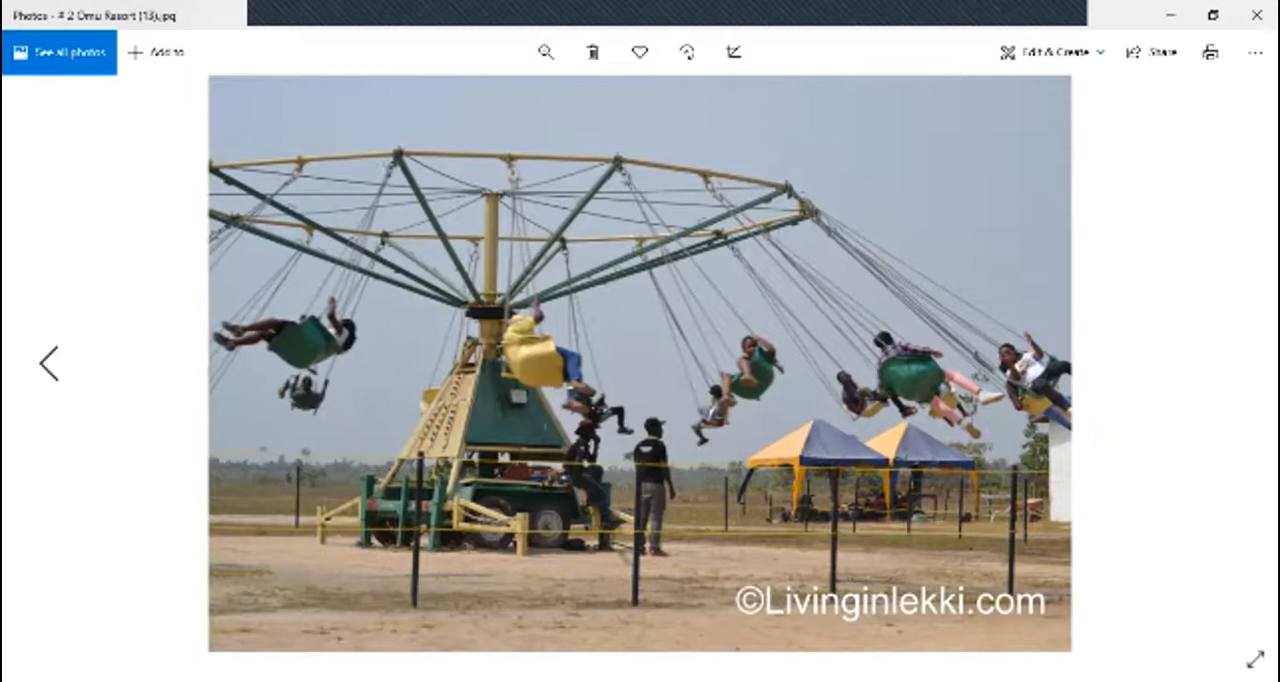 Photos - # 2 Omu Resort (13).jpg
See all photos
Add to
Edit & Create
Share
©Livinginlekki.com